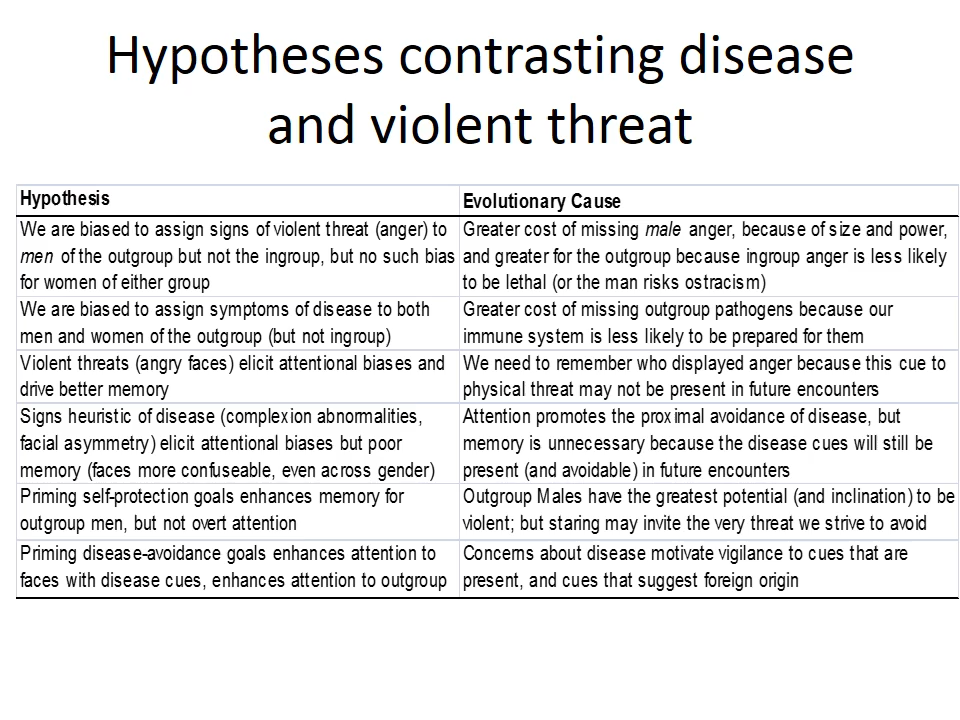 Hypotheses contrasting disease
and violent threat
Hypothesis
Evolutionary Cause
We are biased to assign signs of violent threat (anger) to
men of the outgroup but not the ingroup, but no such bias
for women of either group
Greater cost of missing male anger, because of size and power,
and greater for the outgroup because ingroup anger is less likely
to be lethal (or the man risks ostracism)
We are biased to assign symptoms of disease to both
men and women of the outgroup (but not ingroup)
Greater cost of missing outgroup pathogens because our
immune system is less likely to be prepared for them
Violent threats (angry faces) elicit attentional biases and
drive better memory
We need to remember who displayed anger because this cue to
physical threat may not be present in future encounters
Signs heuristic of disease (complexion abnormalities,
facial asymmetry) elicit attentional biases but poor
memory (faces more confuseable, even across gender)
Attention promotes the proximal avoidance of disease, but
memory is unnecessary because the disease cues will still be
present (and avoidable) in future encounters
Priming self-protection goals enhances memory for
outgroup men, but not overt attention
Outgroup Males have the greatest potential (and inclination) to be
violent; but staring may invite the very threat we strive to avoid
Priming disease-avoidance goals enhances attention to
faces with disease cues, enhances attention to outgroup
Concerns about disease motivate vigilance to cues that are
present, and cues that suggest foreign origin